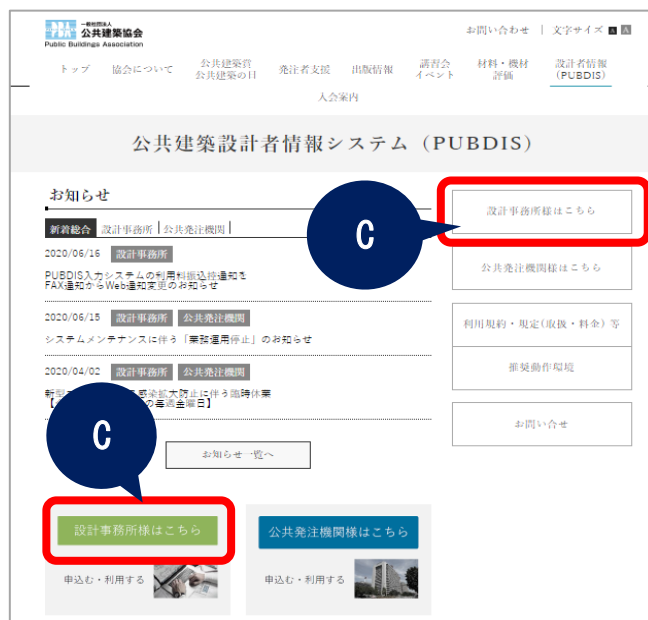 一般社団法人
公共建築協会
Public Buildings Association
お問い合わせ | 文字サイズ A A
トップ 協会について 公共建築賞 公共建築の日 発注者支援 出版情報 講習会 イベント 材料・機材 評価 設計者情報 (PUBDIS)
入会案内
公共建築設計者情報システム（PUBDIS）
お知らせ
新着総合 設計事務所 公共発注機関
2020/06/16 設計事務所
PUBDIS入力システムの利用料振込待通知を
FAX通知からWeb通知変更のお知らせ
2020/06/15 設計事務所 公共発注機関
システムメンテナンスに伴う「業務運用停止」のお知らせ
2020/04/02 設計事務所 公共発注機関
新型 感染拡大防止に伴う臨時休業
の毎週金曜日】
お知らせ一覧へ
C
設計事務所様はこちら
公共発注機関様はこちら
利用規約・規定(取扱・料金) 等
推奨動作環境
お問い合せ
C
設計事務所様はこちら
申込む・利用する
公共発注機関様はこちら
申込む・利用する